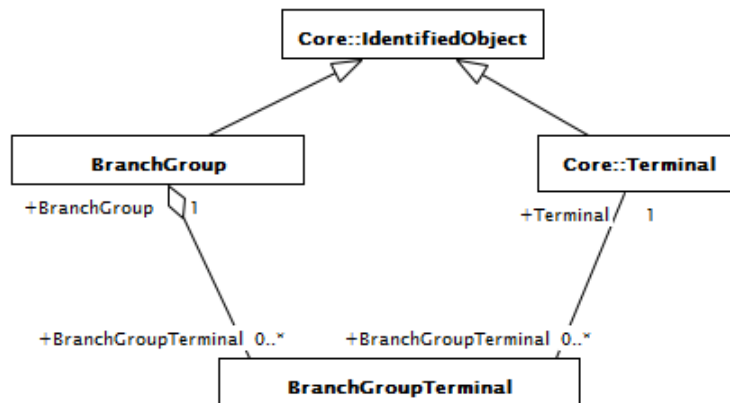 Core::IdentifiedObject
BranchGroup
Core::Terminal
+BranchGroup 1
+Terminal 1
+BranchGroupTerminal 0..*
+BranchGroupTerminal 0..*
BranchGroupTerminal